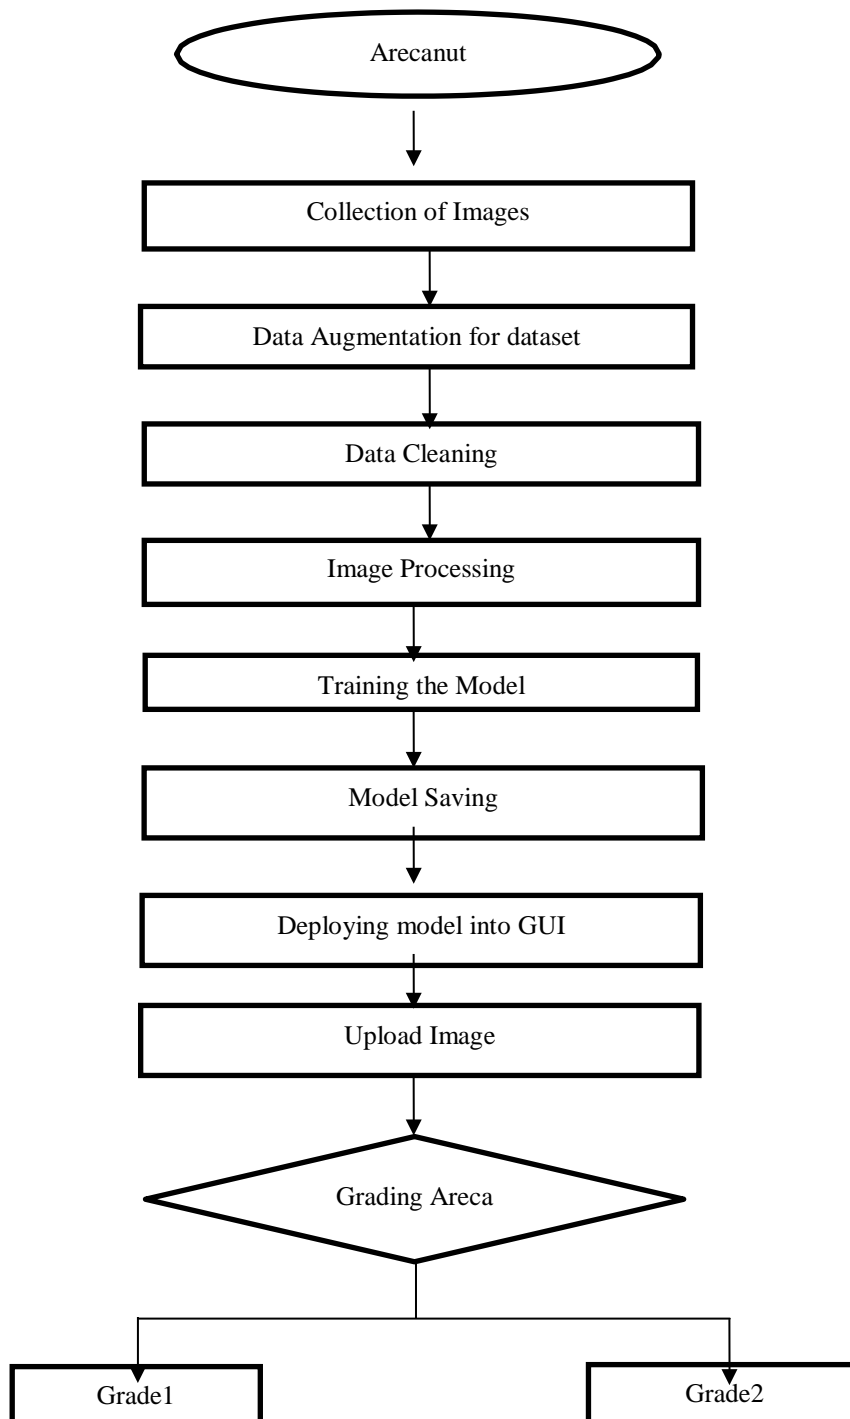 Arecanut
Collection of Images
Data Augmentation for dataset
Data Cleaning
Image Processing
Training the Model
Model Saving
Deploying model into GUI
Upload Image
Grading Areca
Grade1
Grade2